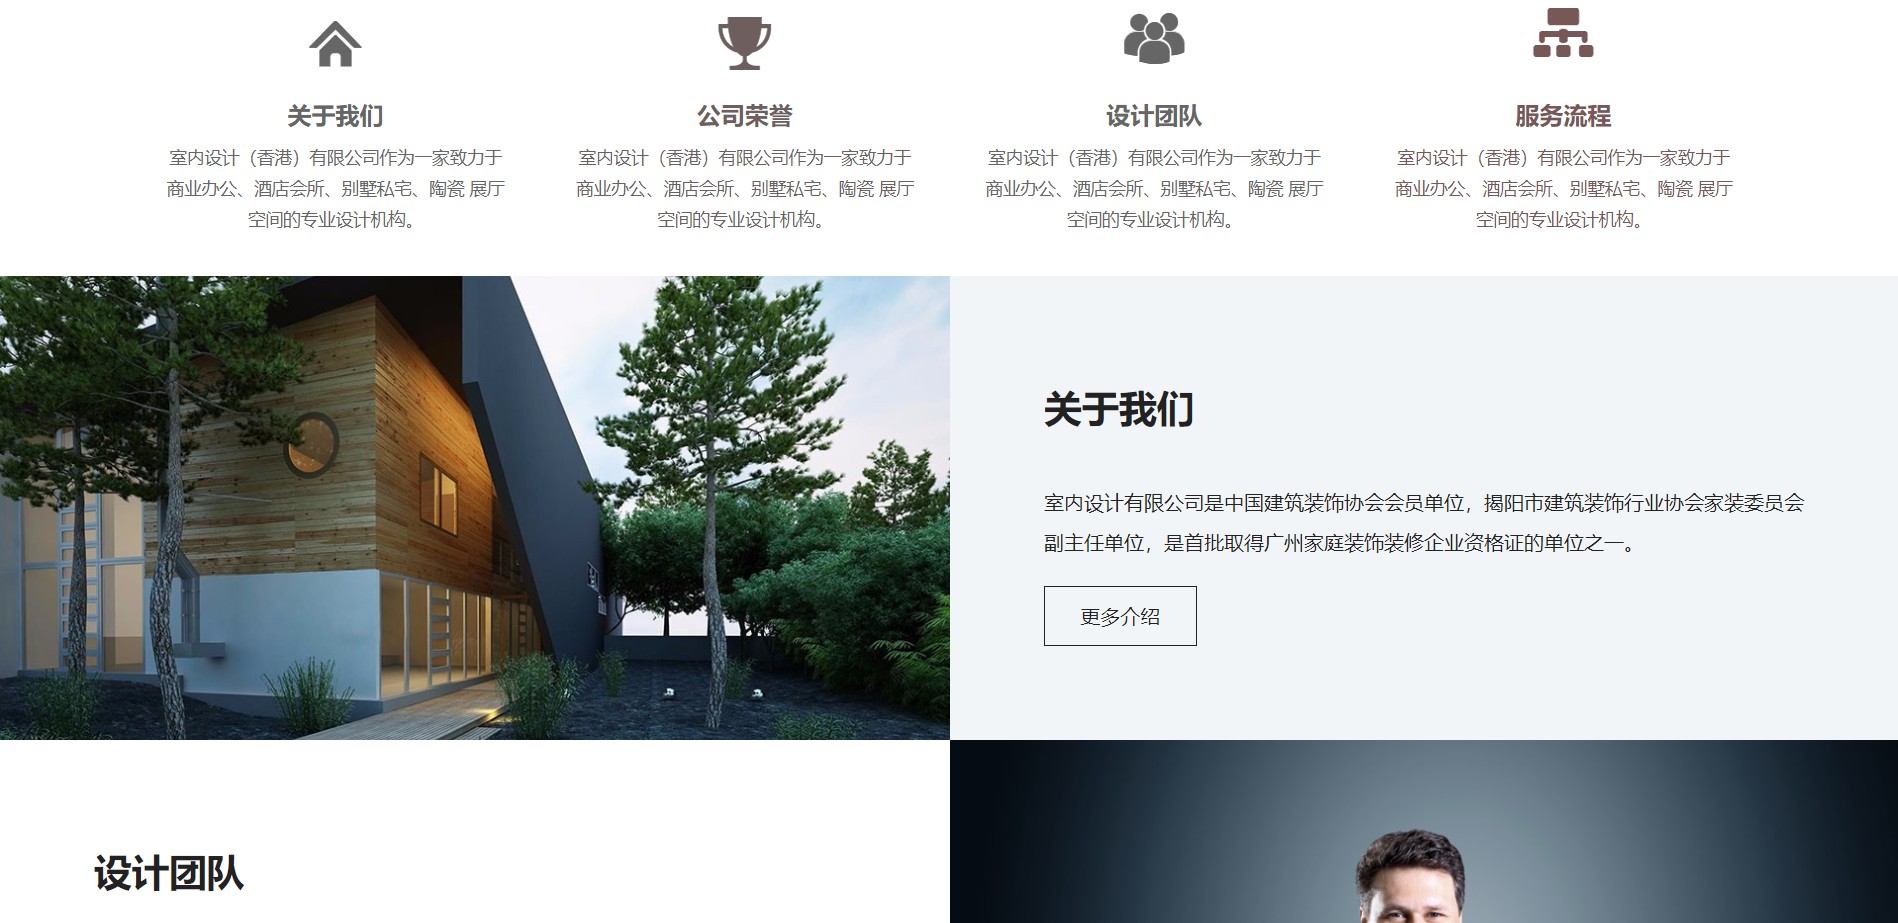 关于我们
室内设计（香港）有限公司作为一家致力于
商业办公、酒店会所、别墅私宅、陶瓷 展厅
空间的专业设计机构。
公司荣誉
室内设计（香港）有限公司作为一家致力于
商业办公、酒店会所、别墅私宅、陶瓷 展厅
空间的专业设计机构。
设计团队
室内设计（香港）有限公司作为一家致力于
商业办公、酒店会所、别墅私宅、陶瓷 展厅
空间的专业设计机构。
服务流程
室内设计（香港）有限公司作为一家致力于
商业办公、酒店会所、别墅私宅、陶瓷 展厅
空间的专业设计机构。
关于我们
室内设计有限公司是中国建筑装饰协会会员单位，揭阳市建筑装饰行业协会家装委员会
副主任单位，是首批取得广州家庭装饰装修企业资格证的单位之一。
更多介绍
设计团队